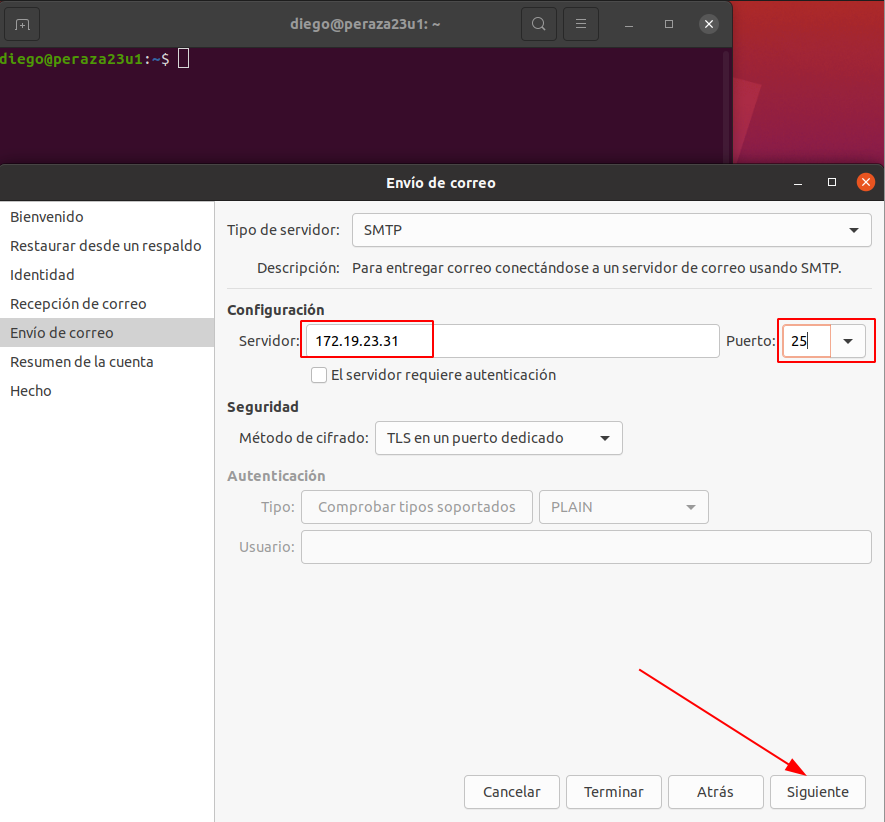 diego@peraza23u1: ~
diego@peraza23u1:~$
Envío de correo
Bienvenido
Restaurar desde un respaldo
Identidad
Recepción de correo
Envío de correo
Resumen de la cuenta
Hecho
Tipo de servidor: SMTP
Descripción: Para entregar correo conectándose a un servidor de correo usando SMTP.
Configuración
Servidor: 172.19.23.31 Puerto: 25
El servidor requiere autenticación
Seguridad
Método de cifrado: TLS en un puerto dedicado
Autenticación
Tipo: Comprobar tipos soportados PLAIN
Usuario:
Cancelar Terminar Atrás Siguiente